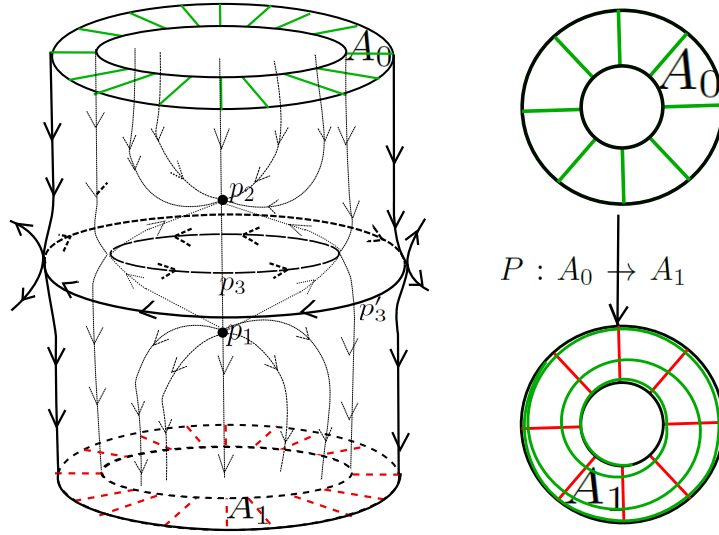 A₀
p₂
p₃
p′₃
p₁
A₁
A₀
P : A₀ → A₁
A₁